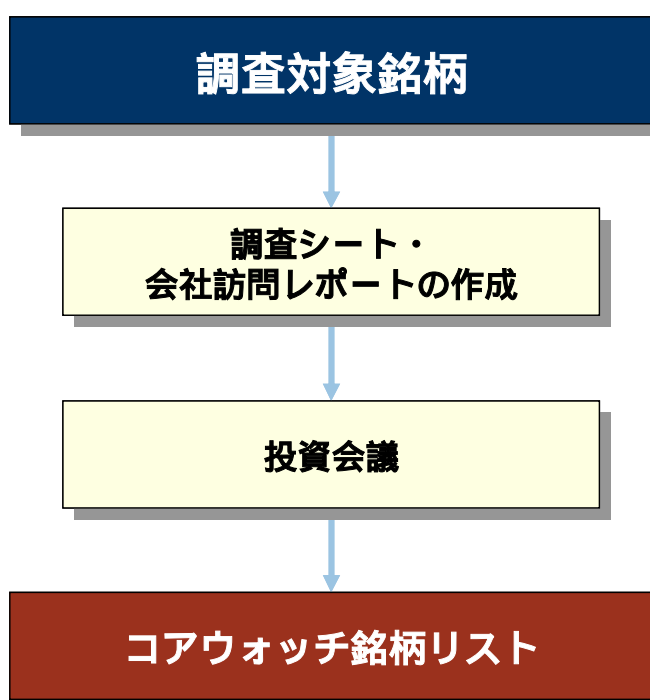 調査対象銘柄
調査シート・
会社訪問レポートの作成
投資会議
コアウォッチ銘柄リスト